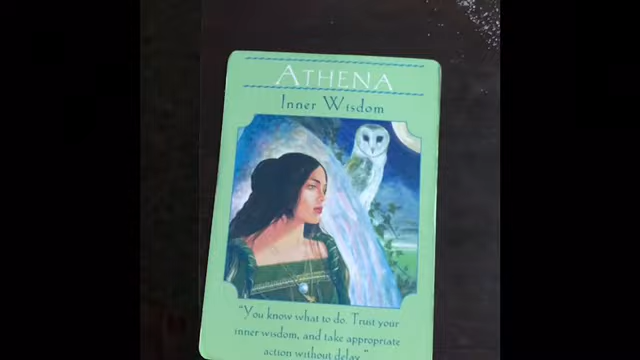 ATHENA
Inner Wisdom
"You know what to do. Trust your
inner wisdom, and take appropriate
action without delay."